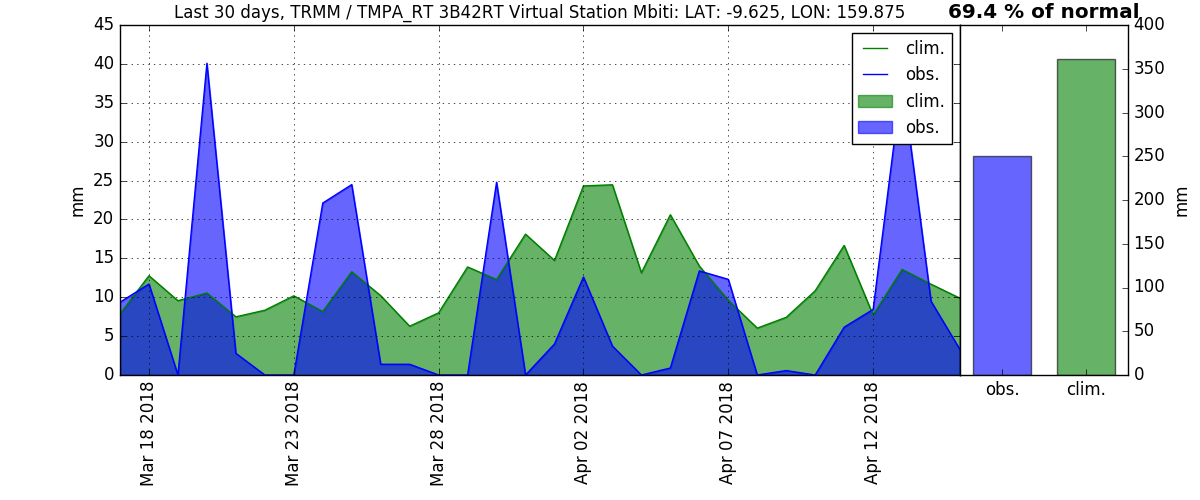 Last 30 days, TRMM / TMPA_RT 3B42RT Virtual Station Mbiti: LAT: -9.625, LON: 159.875
69.4 % of normal
45
40
35
30
25
20
15
10
5
0
mm
clim.
obs.
clim.
obs.
Mar 18 2018
Mar 23 2018
Mar 28 2018
Apr 02 2018
Apr 07 2018
Apr 12 2018
400
350
300
250
200
150
100
50
0
mm
obs.
clim.